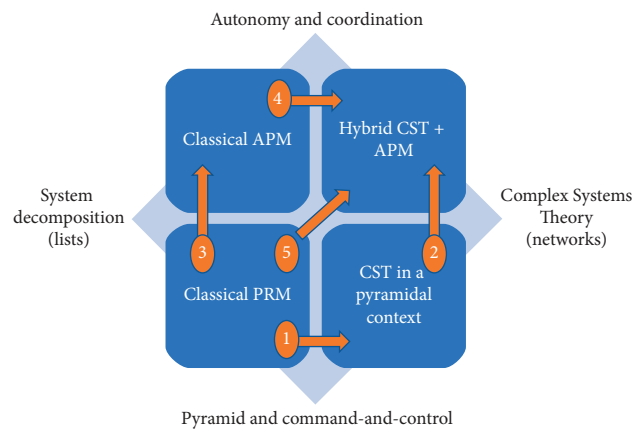 Autonomy and coordination
4
Classical APM
Hybrid CST +
APM
System
decomposition
(lists)
Complex Systems
Theory
(networks)
3
5
2
Classical PRM
CST in a
pyramidal
context
1
Pyramid and command-and-control